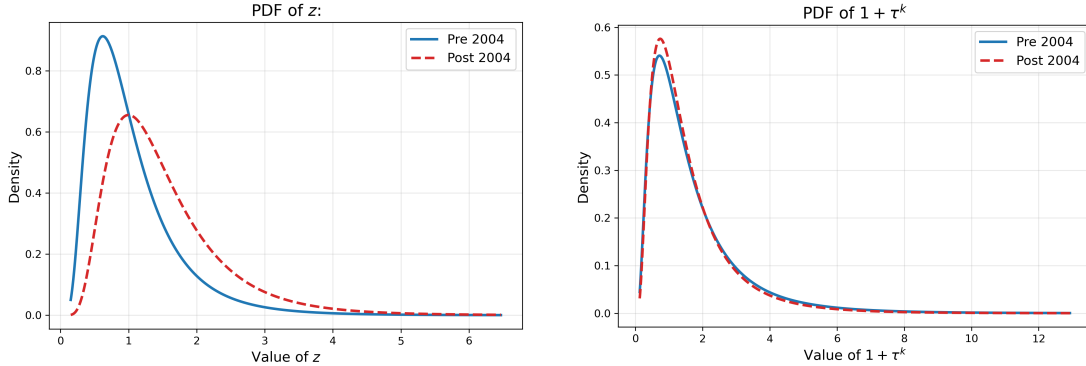 PDF of z:
Pre 2004
Post 2004
Density
0.0
0.2
0.4
0.6
0.8
0 1 2 3 4 5 6
Value of z
PDF of 1 + τ^k
Pre 2004
Post 2004
Density
0.0
0.1
0.2
0.3
0.4
0.5
0.6
0 2 4 6 8 10 12
Value of 1 + τ^k